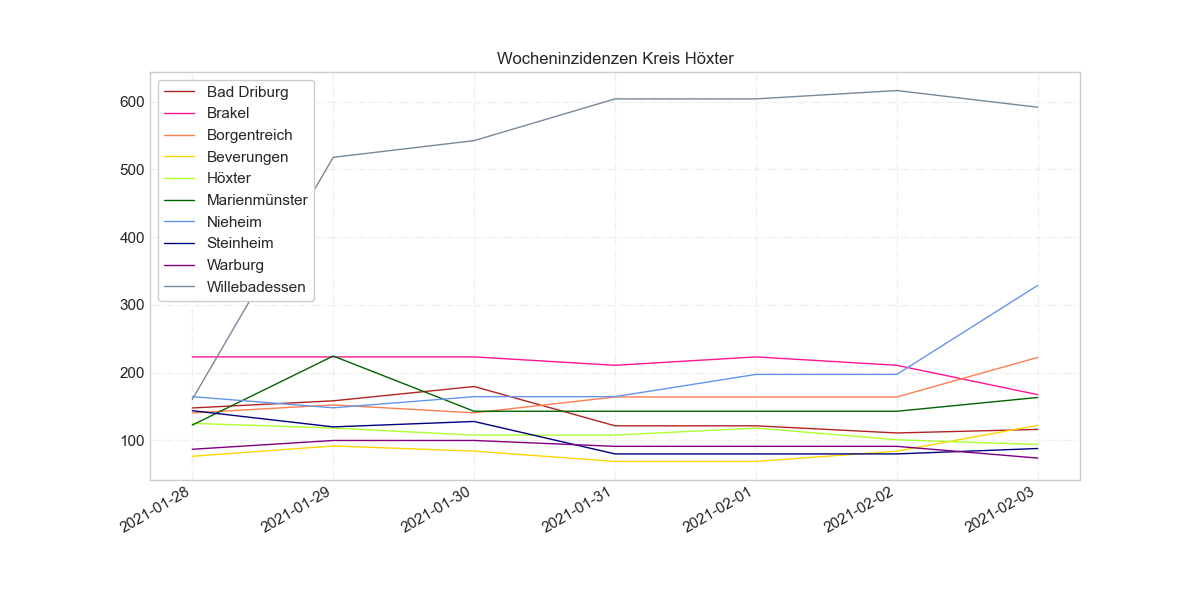 Wocheninzidenzen Kreis Höxter
600
500
400
300
200
100
Bad Driburg
Brakel
Borgentreich
Beverungen
Höxter
Marienmünster
Nieheim
Steinheim
Warburg
Willebadessen
2021-01-28
2021-01-29
2021-01-30
2021-01-31
2021-02-01
2021-02-02
2021-02-03